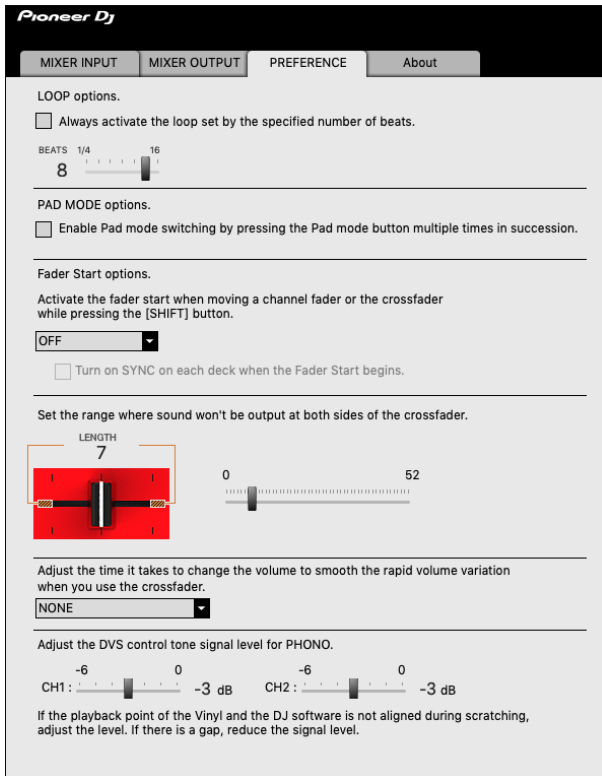 Pioneer Dj
MIXER INPUT
MIXER OUTPUT
PREFERENCE
About
LOOP options.
Always activate the loop set by the specified number of beats.
BEATS 1/4 16
8
PAD MODE options.
Enable Pad mode switching by pressing the Pad mode button multiple times in succession.
Fader Start options.
Activate the fader start when moving a channel fader or the crossfader
while pressing the [SHIFT] button.
OFF
Turn on SYNC on each deck when the Fader Start begins.
Set the range where sound won't be output at both sides of the crossfader.
LENGTH
7
0 52
Adjust the time it takes to change the volume to smooth the rapid volume variation
when you use the crossfader.
NONE
Adjust the DVS control tone signal level for PHONO.
-6 0 -6 0
CH1 : -3 dB CH2 : -3 dB
If the playback point of the Vinyl and the DJ software is not aligned during scratching,
adjust the level. If there is a gap, reduce the signal level.